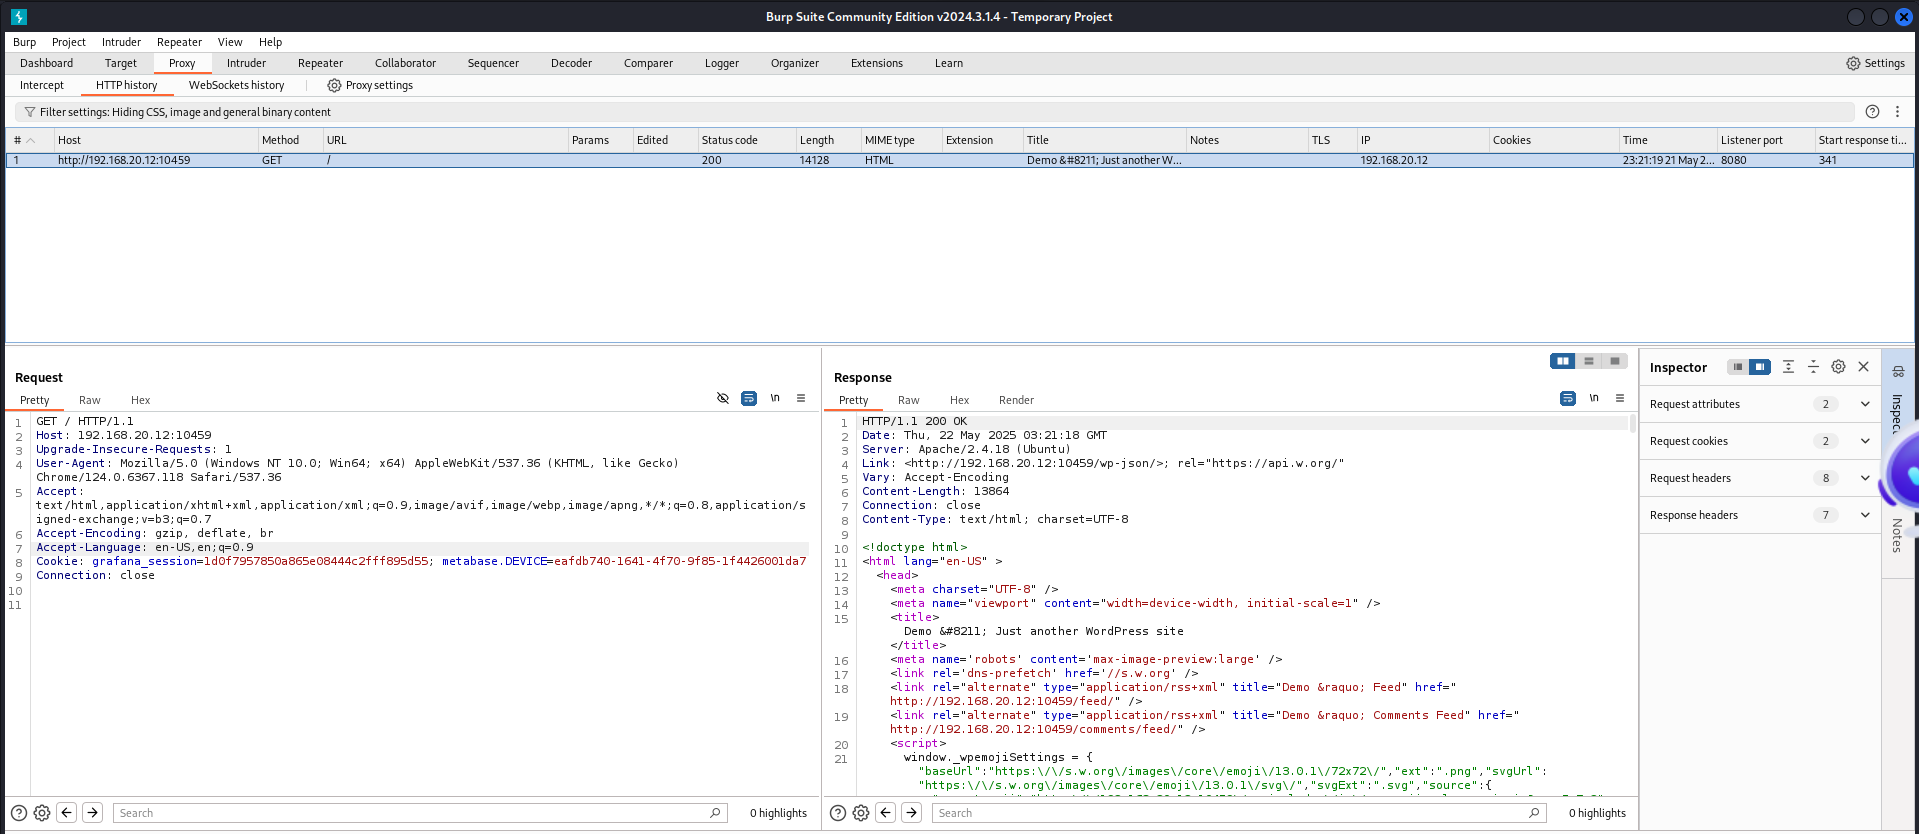 Burp Suite Community Edition v2024.3.1.4 - Temporary Project
Burp Project Intruder Repeater View Help
Dashboard Target Proxy Intruder Repeater Collaborator Sequencer Decoder Comparer Logger Organizer Extensions Learn Settings
Intercept HTTP history WebSockets history Proxy settings
Filter settings: Hiding CSS, image and general binary content
# Host Method URL Params Edited Status code Length MIME type Extension Title Notes TLS IP Cookies Time Listener port Start response ti...
1 http://192.168.20.12:10459 GET / 200 14128 HTML Demo &#8211; Just another W... 192.168.20.12 23:21:19 21 May 2... 8080 341
Request
Pretty Raw Hex \n
1 GET / HTTP/1.1
2 Host: 192.168.20.12:10459
3 Upgrade-Insecure-Requests: 1
4 User-Agent: Mozilla/5.0 (Windows NT 10.0; Win64; x64) AppleWebKit/537.36 (KHTML, like Gecko)
Chrome/124.0.6367.118 Safari/537.36
5 Accept:
text/html,application/xhtml+xml,application/xml;q=0.9,image/avif,image/webp,image/apng,*/*;q=0.8,application/s
igned-exchange;v=b3;q=0.7
6 Accept-Encoding: gzip, deflate, br
7 Accept-Language: en-US,en;q=0.9
8 Cookie: grafana_session=1d0f7957850a865e08444c2fff895d55; metabase.DEVICE=eafdb740-1641-4f70-9f85-1f4426001da7
9 Connection: close
10
11
Search 0 highlights
Response
Pretty Raw Hex Render \n
1 HTTP/1.1 200 OK
2 Date: Thu, 22 May 2025 03:21:18 GMT
3 Server: Apache/2.4.18 (Ubuntu)
4 Link: <http://192.168.20.12:10459/wp-json/>; rel="https://api.w.org/"
5 Vary: Accept-Encoding
6 Content-Length: 13864
7 Connection: close
8 Content-Type: text/html; charset=UTF-8
9
10 <!doctype html>
11 <html lang="en-US" >
12 <head>
13 <meta charset="UTF-8" />
14 <meta name="viewport" content="width=device-width, initial-scale=1" />
15 <title>
Demo &#8211; Just another WordPress site
</title>
16 <meta name='robots' content='max-image-preview:large' />
17 <link rel='dns-prefetch' href='//s.w.org' />
18 <link rel="alternate" type="application/rss+xml" title="Demo &raquo; Feed" href="
http://192.168.20.12:10459/feed/" />
19 <link rel="alternate" type="application/rss+xml" title="Demo &raquo; Comments Feed" href="
http://192.168.20.12:10459/comments/feed/" />
20 <script>
21 window._wpemojiSettings = {
"baseUrl":"https:\/\/s.w.org\/images\/core\/emoji\/13.0.1\/72x72\/","ext":".png","svgUrl":
"https:\/\/s.w.org\/images\/core\/emoji\/13.0.1\/svg\/","svgExt":".svg","source":{
Search 0 highlights
Inspector
Request attributes 2
Request cookies 2
Request headers 8
Response headers 7
Notes